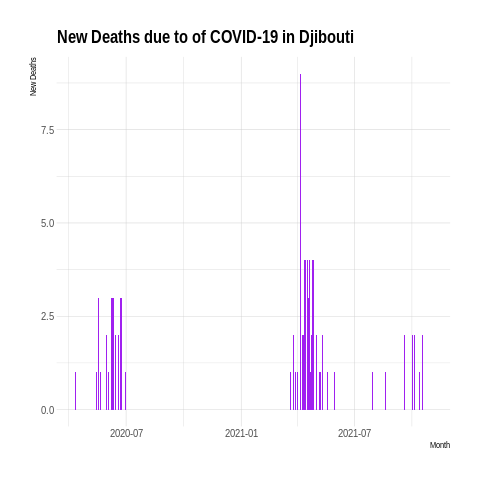 New Deaths due to of COVID-19 in Djibouti
New Deaths
7.5
5.0
2.5
0.0
2020-07
2021-01
2021-07
Month